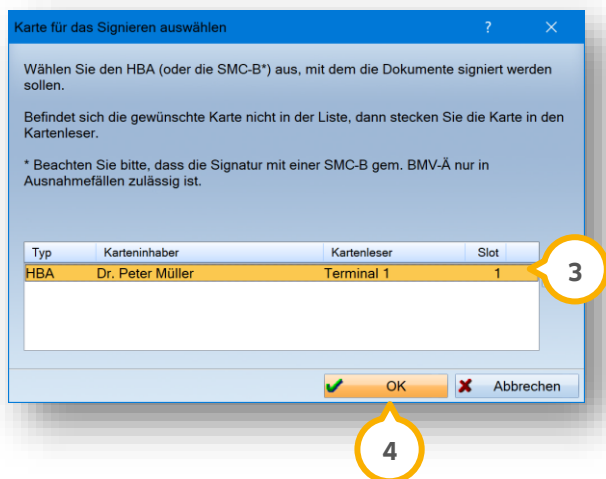 Karte für das Signieren auswählen ? ×
Wählen Sie den HBA (oder die SMC-B*) aus, mit dem die Dokumente signiert werden
sollen.
Befindet sich die gewünschte Karte nicht in der Liste, dann stecken Sie die Karte in den
Kartenleser.
* Beachten Sie bitte, dass die Signatur mit einer SMC-B gem. BMV-Ä nur in
Ausnahmefällen zulässig ist.
Typ Karteninhaber Kartenleser Slot
HBA Dr. Peter Müller Terminal 1 1
3
OK Abbrechen
4